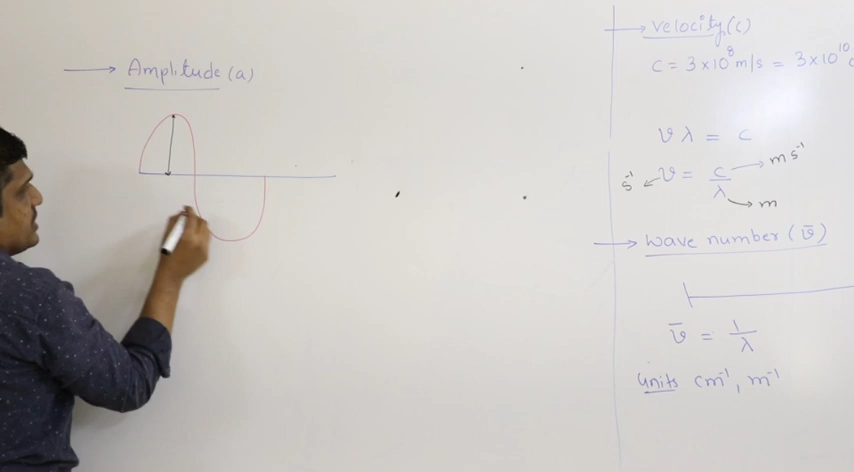 Amplitude (a)
velocity (c)
c = 3×10⁸ m/s = 3×10¹⁰ c
ν λ = c
s⁻¹ ← ν = c/λ → m s⁻¹
→ m
wave number (ν̄)
ν̄ = 1/λ
units cm⁻¹, m⁻¹